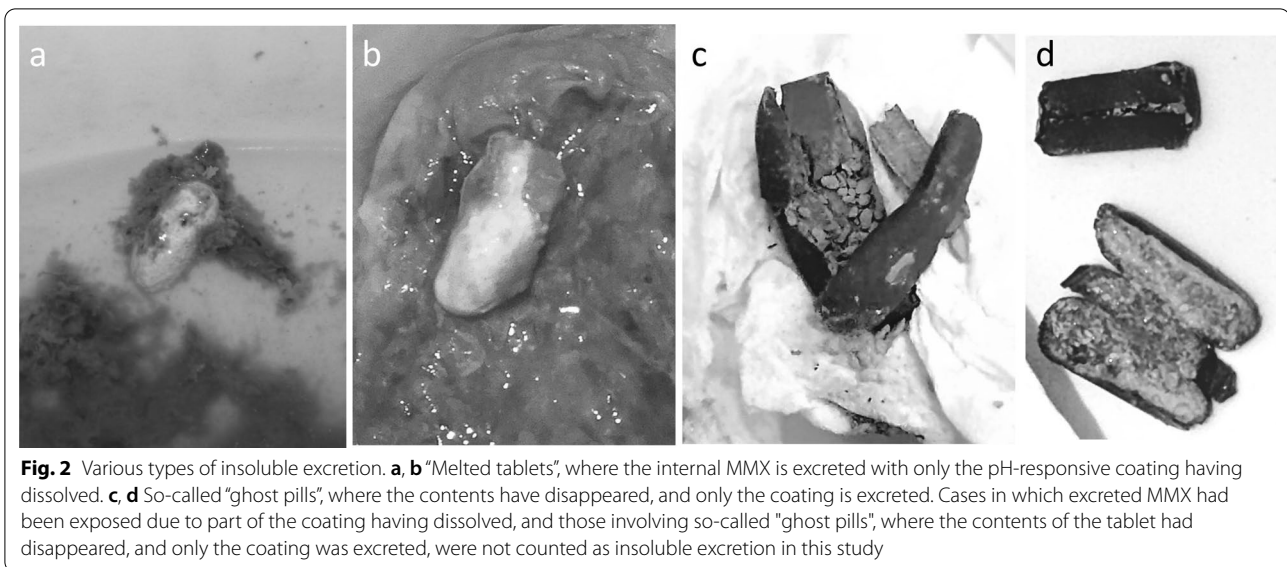 a
b
c
d
Fig. 2 Various types of insoluble excretion. a, b “Melted tablets”, where the internal MMX is excreted with only the pH-responsive coating having
dissolved. c, d So-called “ghost pills”, where the contents have disappeared, and only the coating is excreted. Cases in which excreted MMX had
been exposed due to part of the coating having dissolved, and those involving so-called "ghost pills", where the contents of the tablet had
disappeared, and only the coating was excreted, were not counted as insoluble excretion in this study